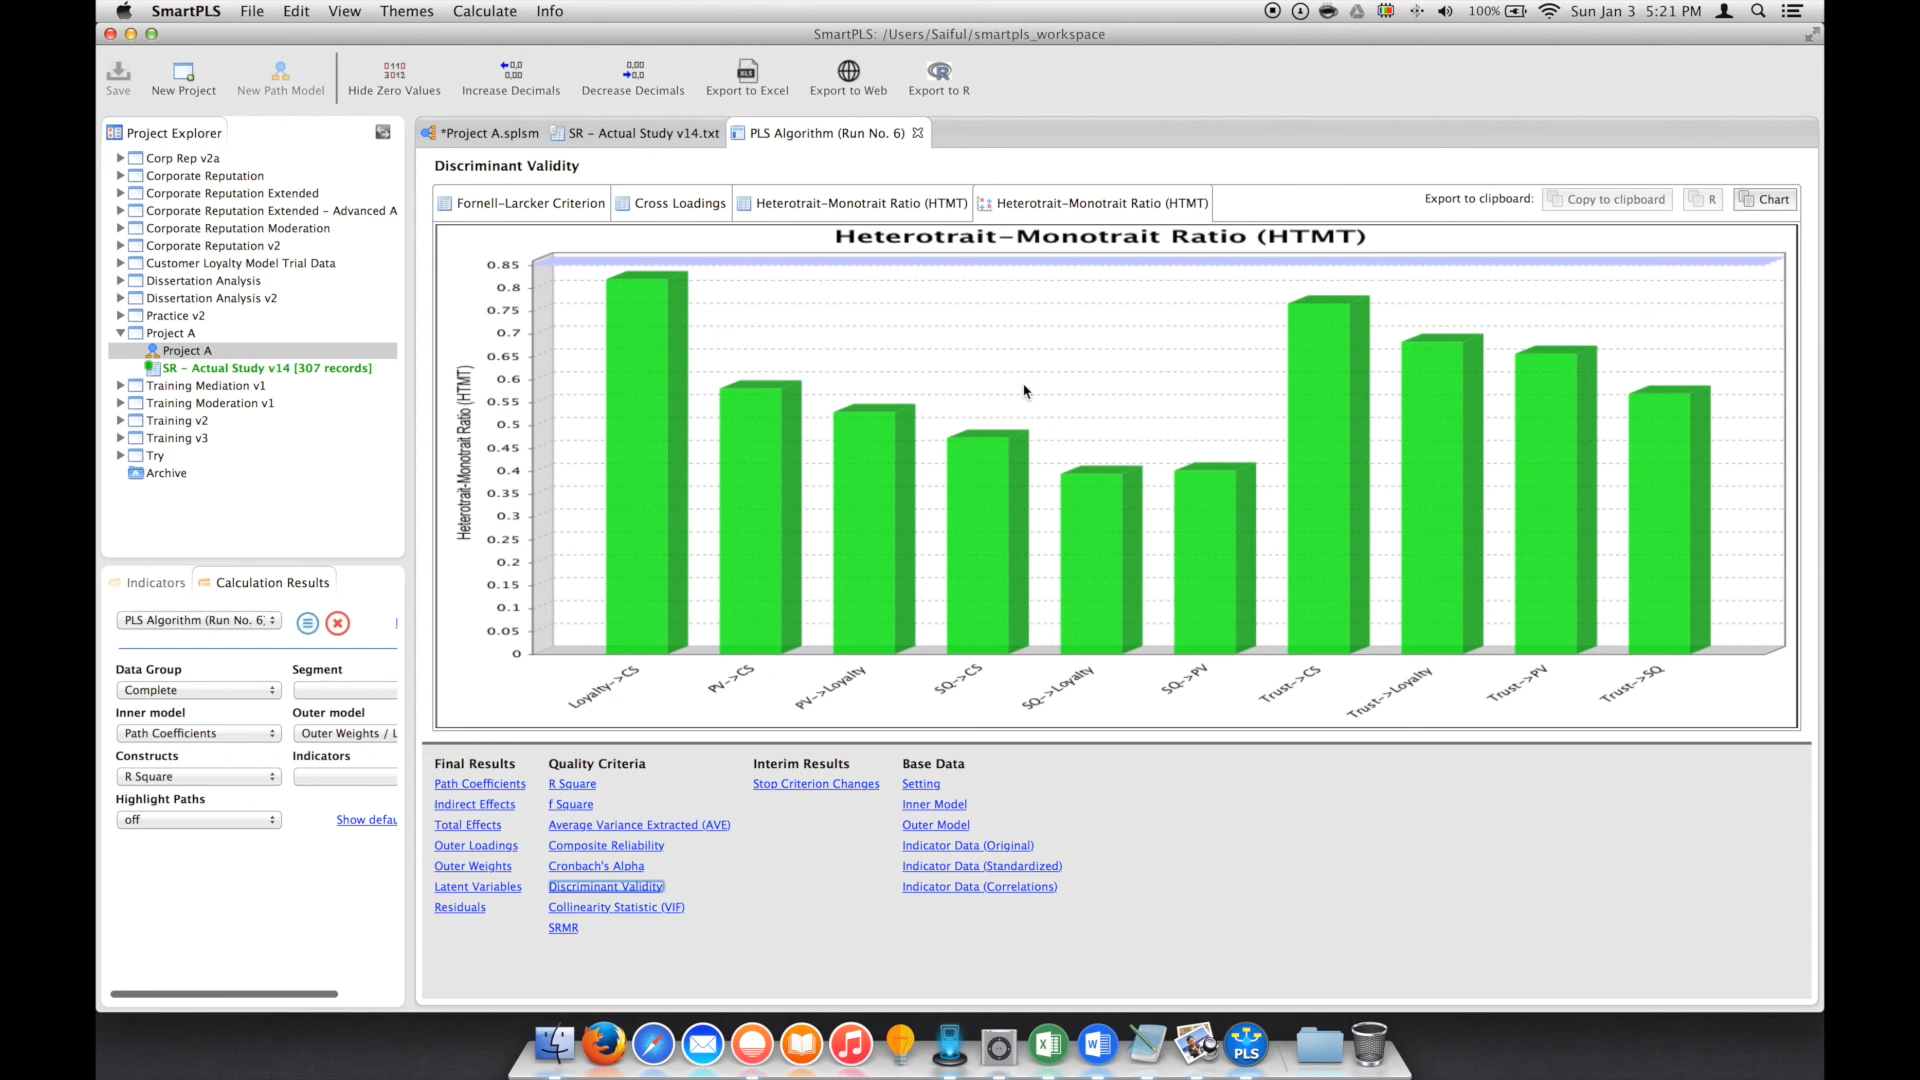 SmartPLS File Edit View Themes Calculate Info 100% Sun Jan 3 5:21 PM
SmartPLS: /Users/Saiful/smartpls_workspace
0110 3012 0,0 0,00 0,00 0,0 XLS R
Save New Project New Path Model Hide Zero Values Increase Decimals Decrease Decimals Export to Excel Export to Web Export to R
Project Explorer
Corp Rep v2a
Corporate Reputation
Corporate Reputation Extended
Corporate Reputation Extended - Advanced A
Corporate Reputation Moderation
Corporate Reputation v2
Customer Loyalty Model Trial Data
Dissertation Analysis
Dissertation Analysis v2
Practice v2
Project A
Project A
SR - Actual Study v14 [307 records]
Training Mediation v1
Training Moderation v1
Training v2
Training v3
Try
Archive
*Project A.splsm SR - Actual Study v14.txt PLS Algorithm (Run No. 6)
Discriminant Validity
Fornell-Larcker Criterion Cross Loadings Heterotrait-Monotrait Ratio (HTMT) Heterotrait-Monotrait Ratio (HTMT) Export to clipboard: Copy to clipboard R Chart
Heterotrait-Monotrait Ratio (HTMT)
Heterotrait-Monotrait Ratio (HTMT)
0.85
0.8
0.75
0.7
0.65
0.6
0.55
0.5
0.45
0.4
0.35
0.3
0.25
0.2
0.15
0.1
0.05
0
Loyalty->CS PV->CS PV->Loyalty SQ->CS SQ->Loyalty SQ->PV Trust->CS Trust->Loyalty Trust->PV Trust->SQ
Indicators Calculation Results
PLS Algorithm (Run No. 6)
Data Group Segment
Complete
Inner model Outer model
Path Coefficients Outer Weights / L
Constructs Indicators
R Square
Highlight Paths
off Show defau
Final Results Quality Criteria Interim Results Base Data
Path Coefficients R Square Stop Criterion Changes Setting
Indirect Effects f Square Inner Model
Total Effects Average Variance Extracted (AVE) Outer Model
Outer Loadings Composite Reliability Indicator Data (Original)
Outer Weights Cronbach's Alpha Indicator Data (Standardized)
Latent Variables Discriminant Validity Indicator Data (Correlations)
Residuals Collinearity Statistic (VIF)
SRMR
PLS